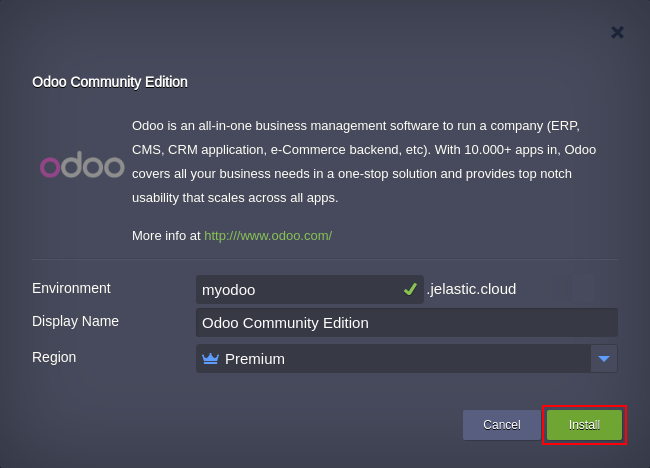 Odoo Community Edition
odoo
Odoo is an all-in-one business management software to run a company (ERP,
CMS, CRM application, e-Commerce backend, etc). With 10.000+ apps in, Odoo
covers all your business needs in a one-stop solution and provides top notch
usability that scales across all apps.
More info at http:///www.odoo.com/
Environment myodoo .jelastic.cloud
Display Name Odoo Community Edition
Region Premium
Cancel Install